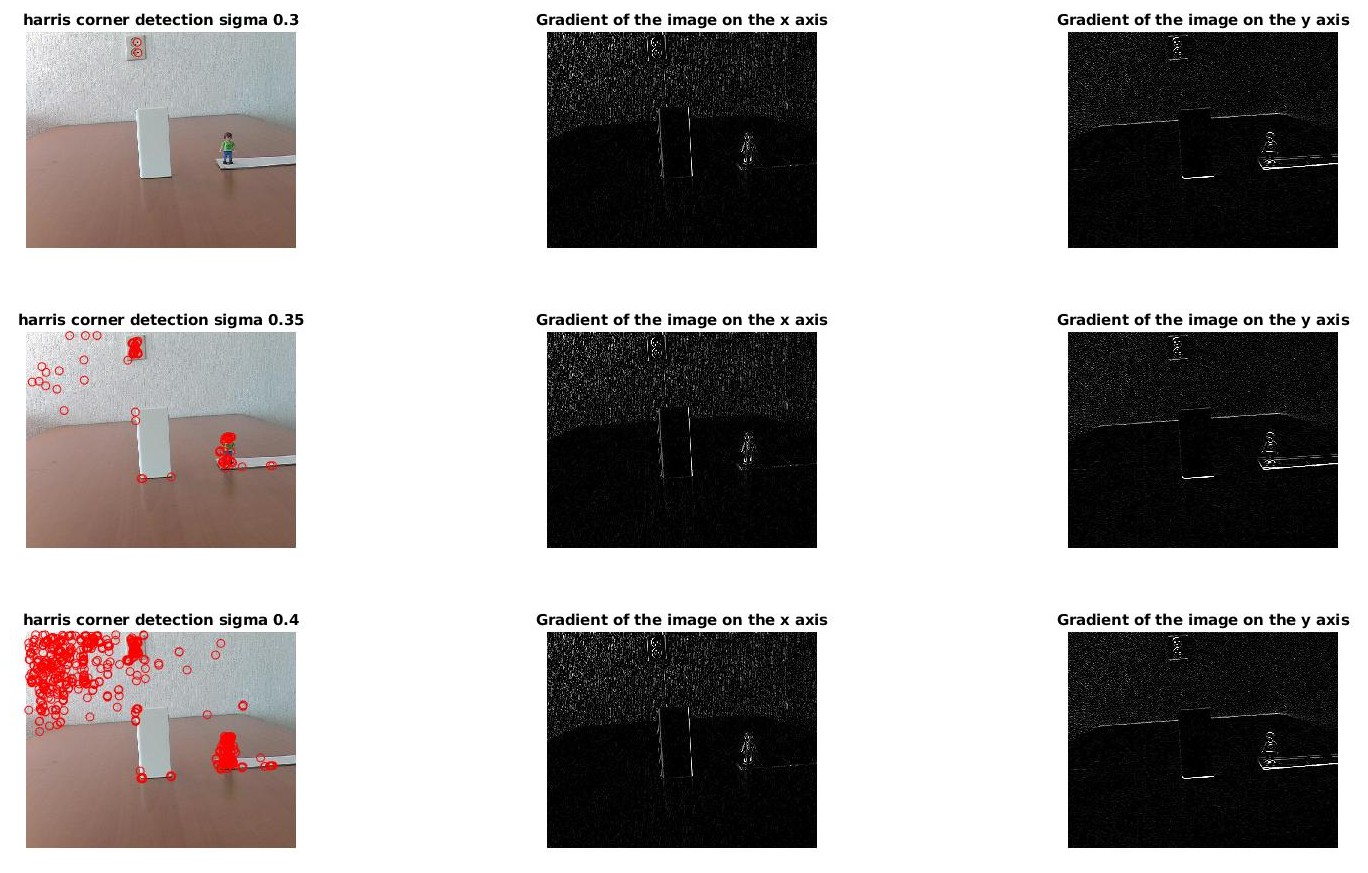 harris corner detection sigma 0.3
Gradient of the image on the x axis
Gradient of the image on the y axis
harris corner detection sigma 0.35
Gradient of the image on the x axis
Gradient of the image on the y axis
harris corner detection sigma 0.4
Gradient of the image on the x axis
Gradient of the image on the y axis